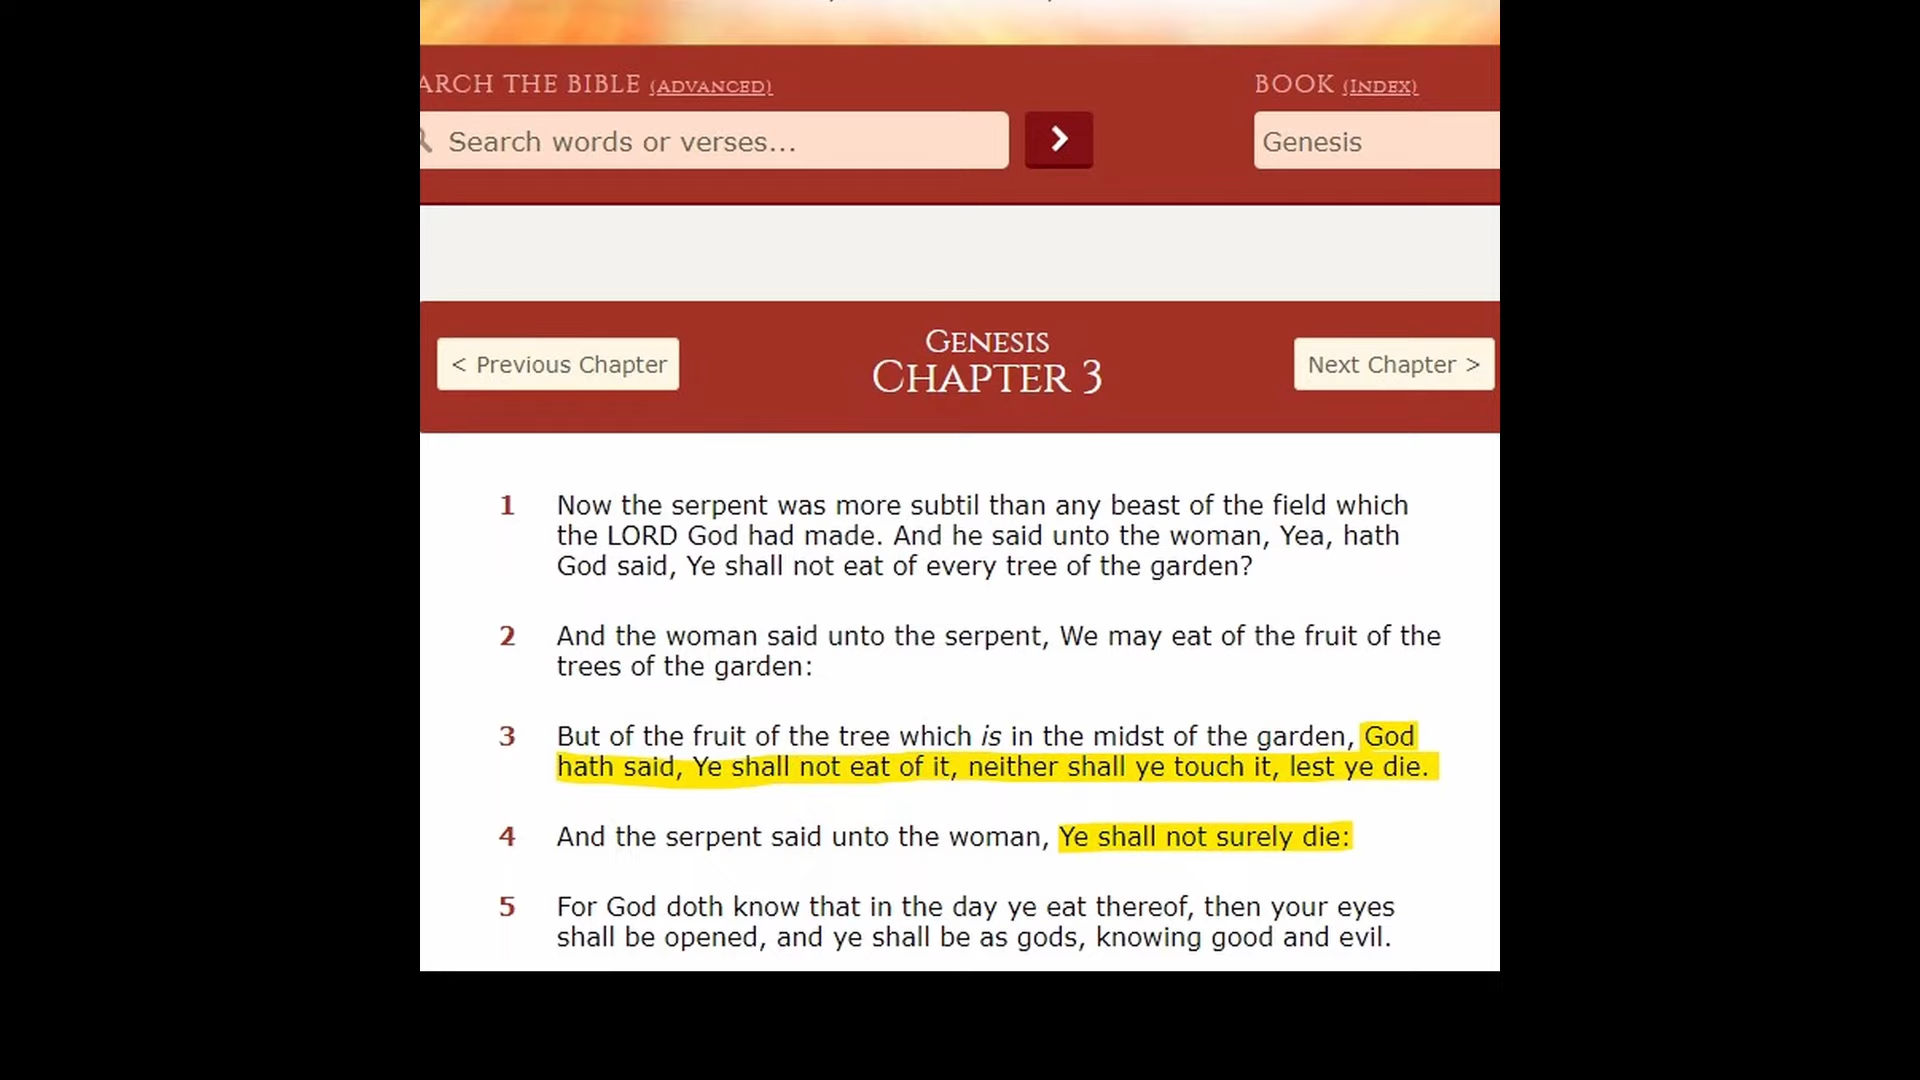 ARCH THE BIBLE (ADVANCED)
BOOK (INDEX)
Search words or verses...
Genesis
< Previous Chapter
GENESIS
CHAPTER 3
Next Chapter >
1 Now the serpent was more subtil than any beast of the field which
the LORD God had made. And he said unto the woman, Yea, hath
God said, Ye shall not eat of every tree of the garden?
2 And the woman said unto the serpent, We may eat of the fruit of the
trees of the garden:
3 But of the fruit of the tree which is in the midst of the garden, God
hath said, Ye shall not eat of it, neither shall ye touch it, lest ye die.
4 And the serpent said unto the woman, Ye shall not surely die:
5 For God doth know that in the day ye eat thereof, then your eyes
shall be opened, and ye shall be as gods, knowing good and evil.